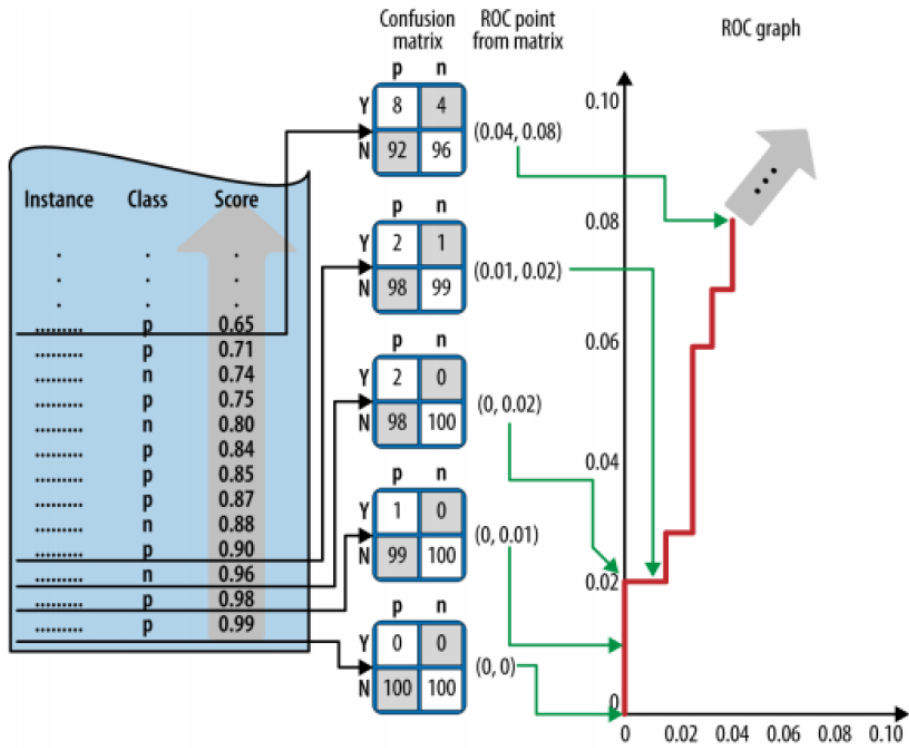 Confusion matrix
ROC point from matrix
ROC graph
Instance Class Score
. . .
. . .
. . .
......... p 0.65
......... p 0.71
......... n 0.74
......... p 0.75
......... n 0.80
......... p 0.84
......... p 0.85
......... p 0.87
......... n 0.88
......... p 0.90
......... n 0.96
......... p 0.98
......... p 0.99
p n
Y 8 4
N 92 96
(0.04, 0.08)
p n
Y 2 1
N 98 99
(0.01, 0.02)
p n
Y 2 0
N 98 100
(0, 0.02)
p n
Y 1 0
N 99 100
(0, 0.01)
p n
Y 0 0
N 100 100
(0, 0)
...
0.10
0.08
0.06
0.04
0.02
0
0 0.02 0.04 0.06 0.08 0.10